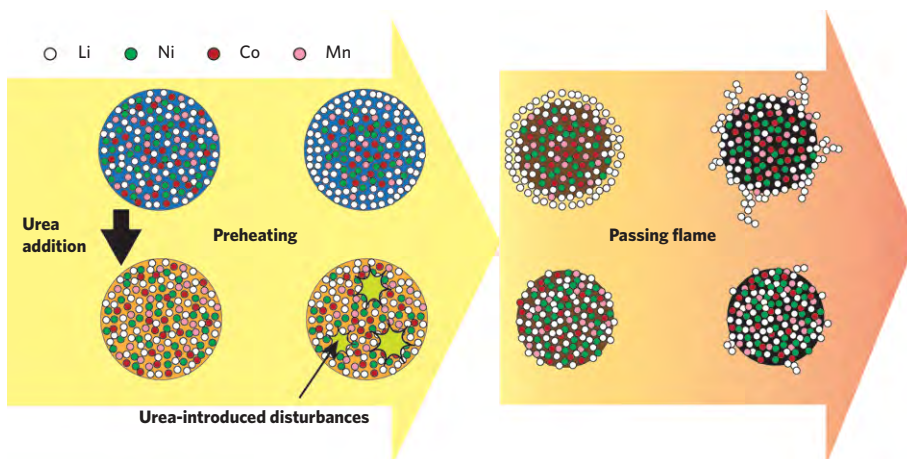 Li Ni Co Mn
Urea
addition
Preheating
Passing flame
Urea-introduced disturbances